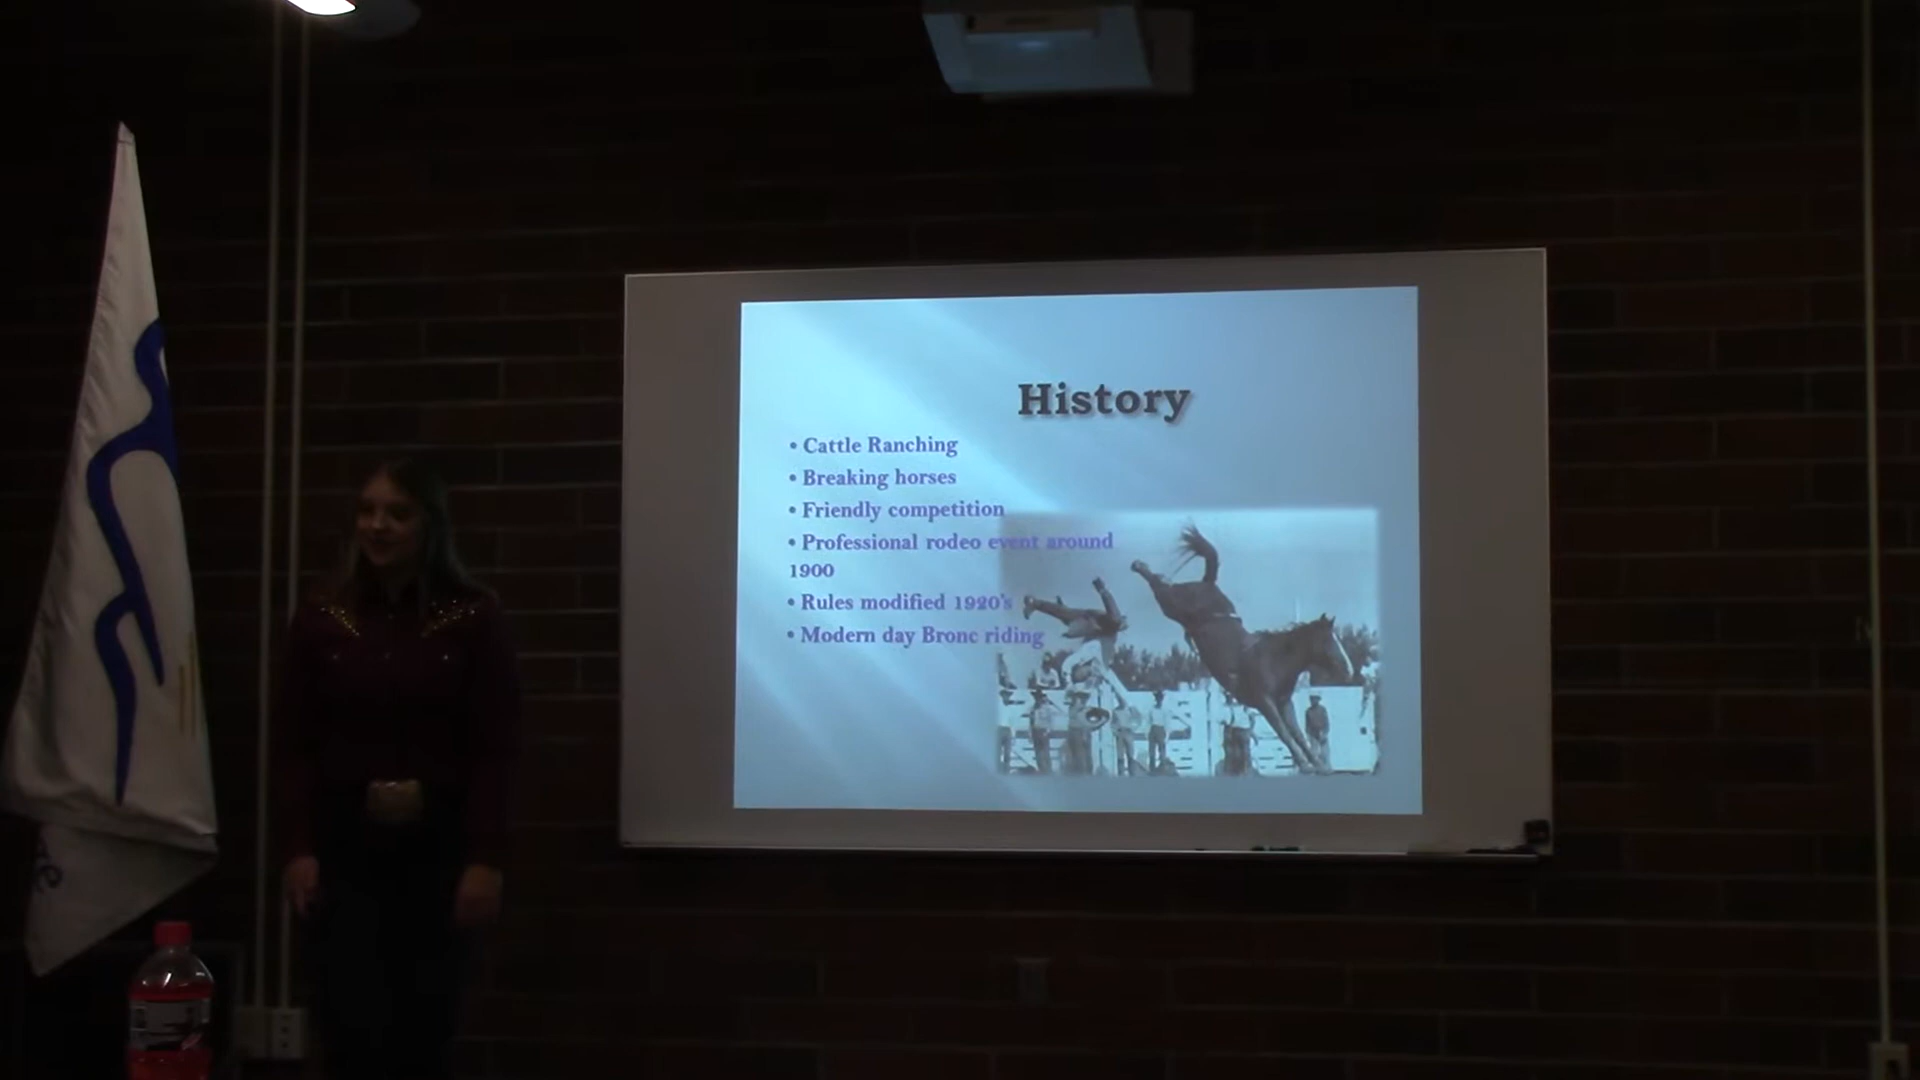 History
• Cattle Ranching
• Breaking horses
• Friendly competition
• Professional rodeo event around
1900
• Rules modified 1920's
• Modern day Bronc riding